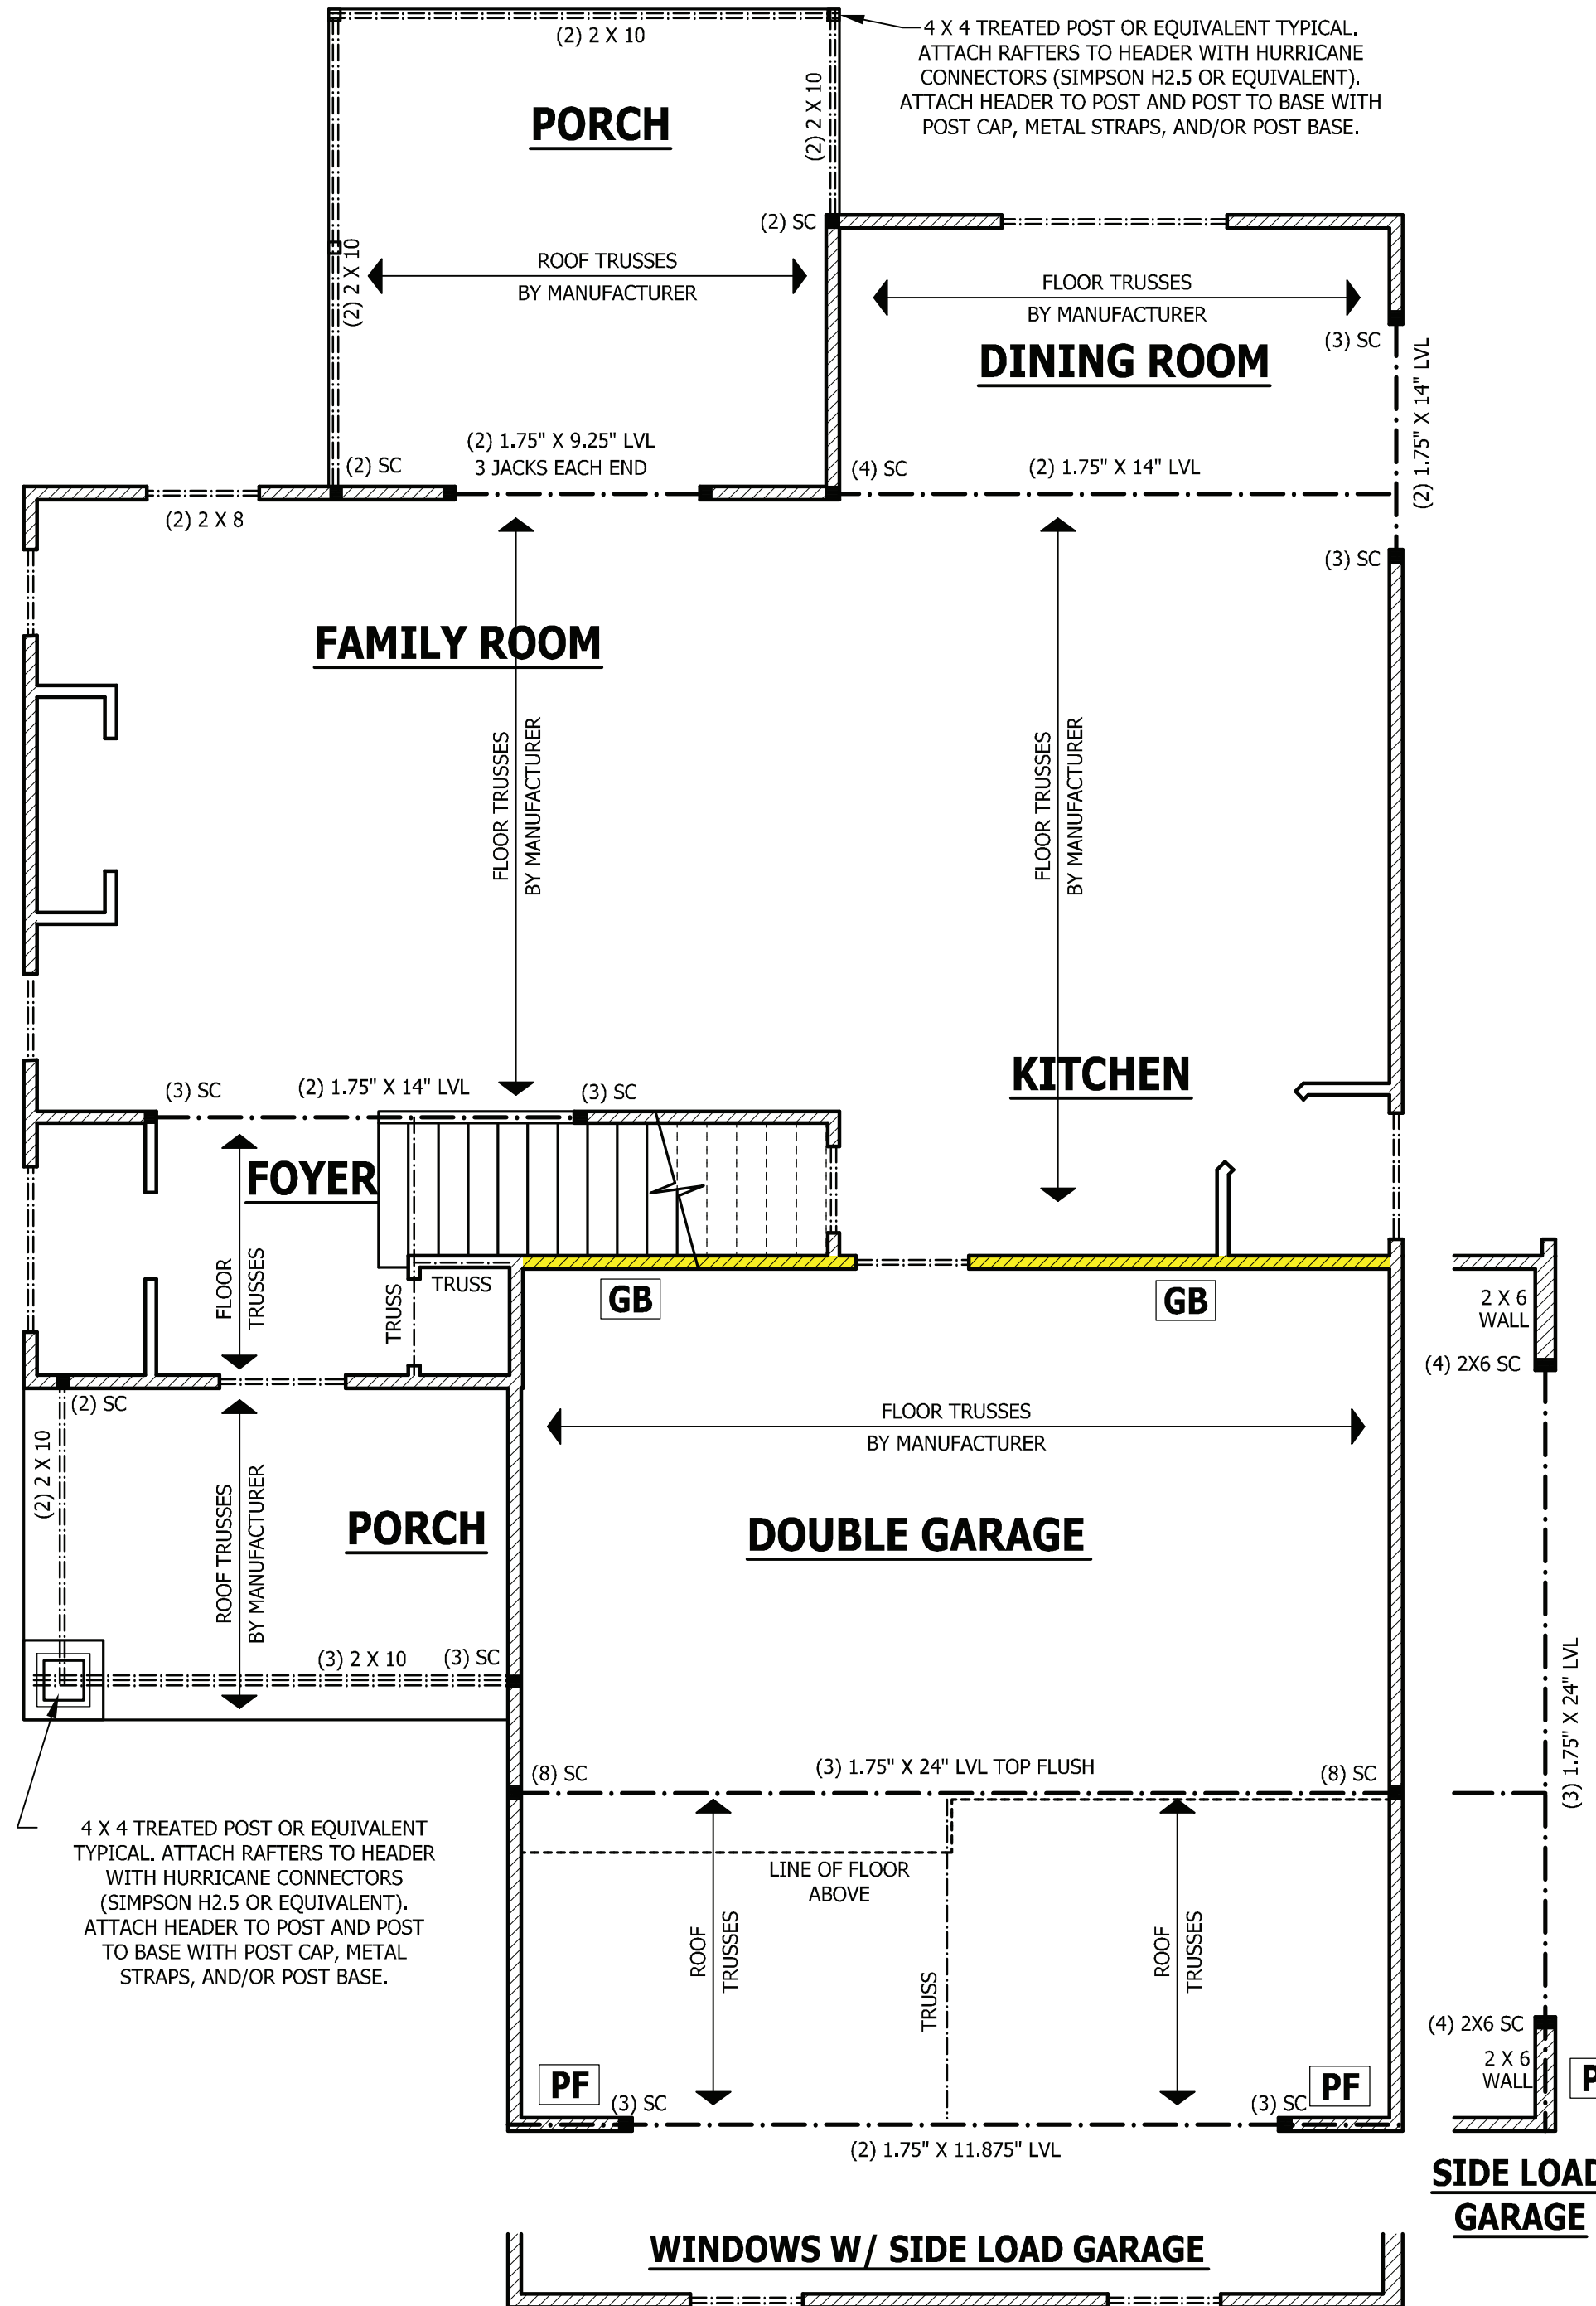 (2) 2 X 10
4 X 4 TREATED POST OR EQUIVALENT TYPICAL.
ATTACH RAFTERS TO HEADER WITH HURRICANE
CONNECTORS (SIMPSON H2.5 OR EQUIVALENT).
ATTACH HEADER TO POST AND POST TO BASE WITH
POST CAP, METAL STRAPS, AND/OR POST BASE.
PORCH
(2) 2 X 10
(2) SC
(2) 2 X 10
ROOF TRUSSES
BY MANUFACTURER
FLOOR TRUSSES
BY MANUFACTURER
DINING ROOM
(3) SC
(2) 1.75" X 14" LVL
(2) SC
(2) 1.75" X 9.25" LVL
3 JACKS EACH END
(4) SC
(2) 1.75" X 14" LVL
(2) 2 X 8
(3) SC
FAMILY ROOM
FLOOR TRUSSES
BY MANUFACTURER
FLOOR TRUSSES
BY MANUFACTURER
KITCHEN
(3) SC
(2) 1.75" X 14" LVL
(3) SC
FOYER
FLOOR
TRUSSES
TRUSS
TRUSS
GB
GB
2 X 6
WALL
(4) 2X6 SC
(2) SC
(2) 2 X 10
FLOOR TRUSSES
BY MANUFACTURER
ROOF TRUSSES
BY MANUFACTURER
PORCH
DOUBLE GARAGE
(3) 2 X 10
(3) SC
(3) 1.75" X 24" LVL
(8) SC
(3) 1.75" X 24" LVL TOP FLUSH
(8) SC
4 X 4 TREATED POST OR EQUIVALENT
TYPICAL. ATTACH RAFTERS TO HEADER
WITH HURRICANE CONNECTORS
(SIMPSON H2.5 OR EQUIVALENT).
ATTACH HEADER TO POST AND POST
TO BASE WITH POST CAP, METAL
STRAPS, AND/OR POST BASE.
LINE OF FLOOR
ABOVE
ROOF
TRUSSES
TRUSS
ROOF
TRUSSES
(4) 2X6 SC
2 X 6
WALL
P
PF
(3) SC
(3) SC
PF
(2) 1.75" X 11.875" LVL
SIDE LOAD
GARAGE
WINDOWS W/ SIDE LOAD GARAGE